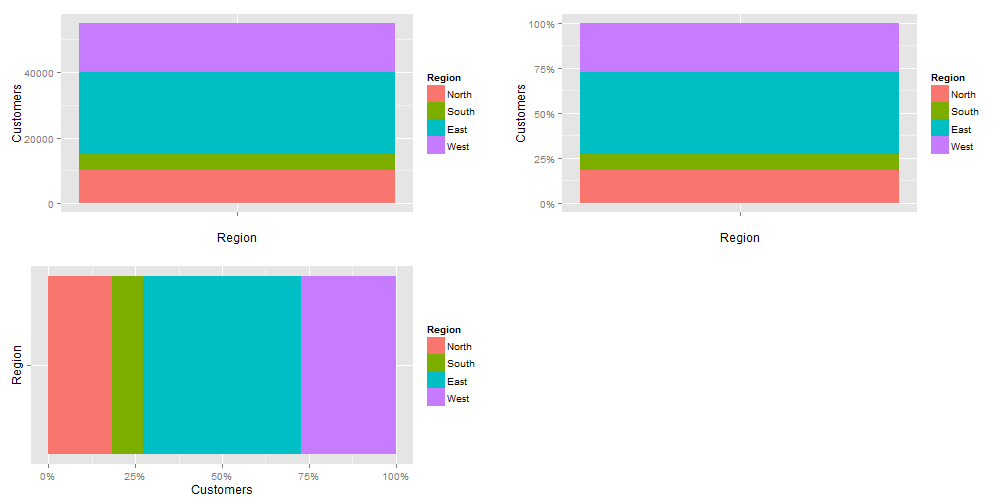 Customers
40000
20000
0
Region
Region
North
South
East
West
Customers
100%
75%
50%
25%
0%
Region
Region
North
South
East
West
Region
0%
25%
50%
75%
100%
Customers
Region
North
South
East
West